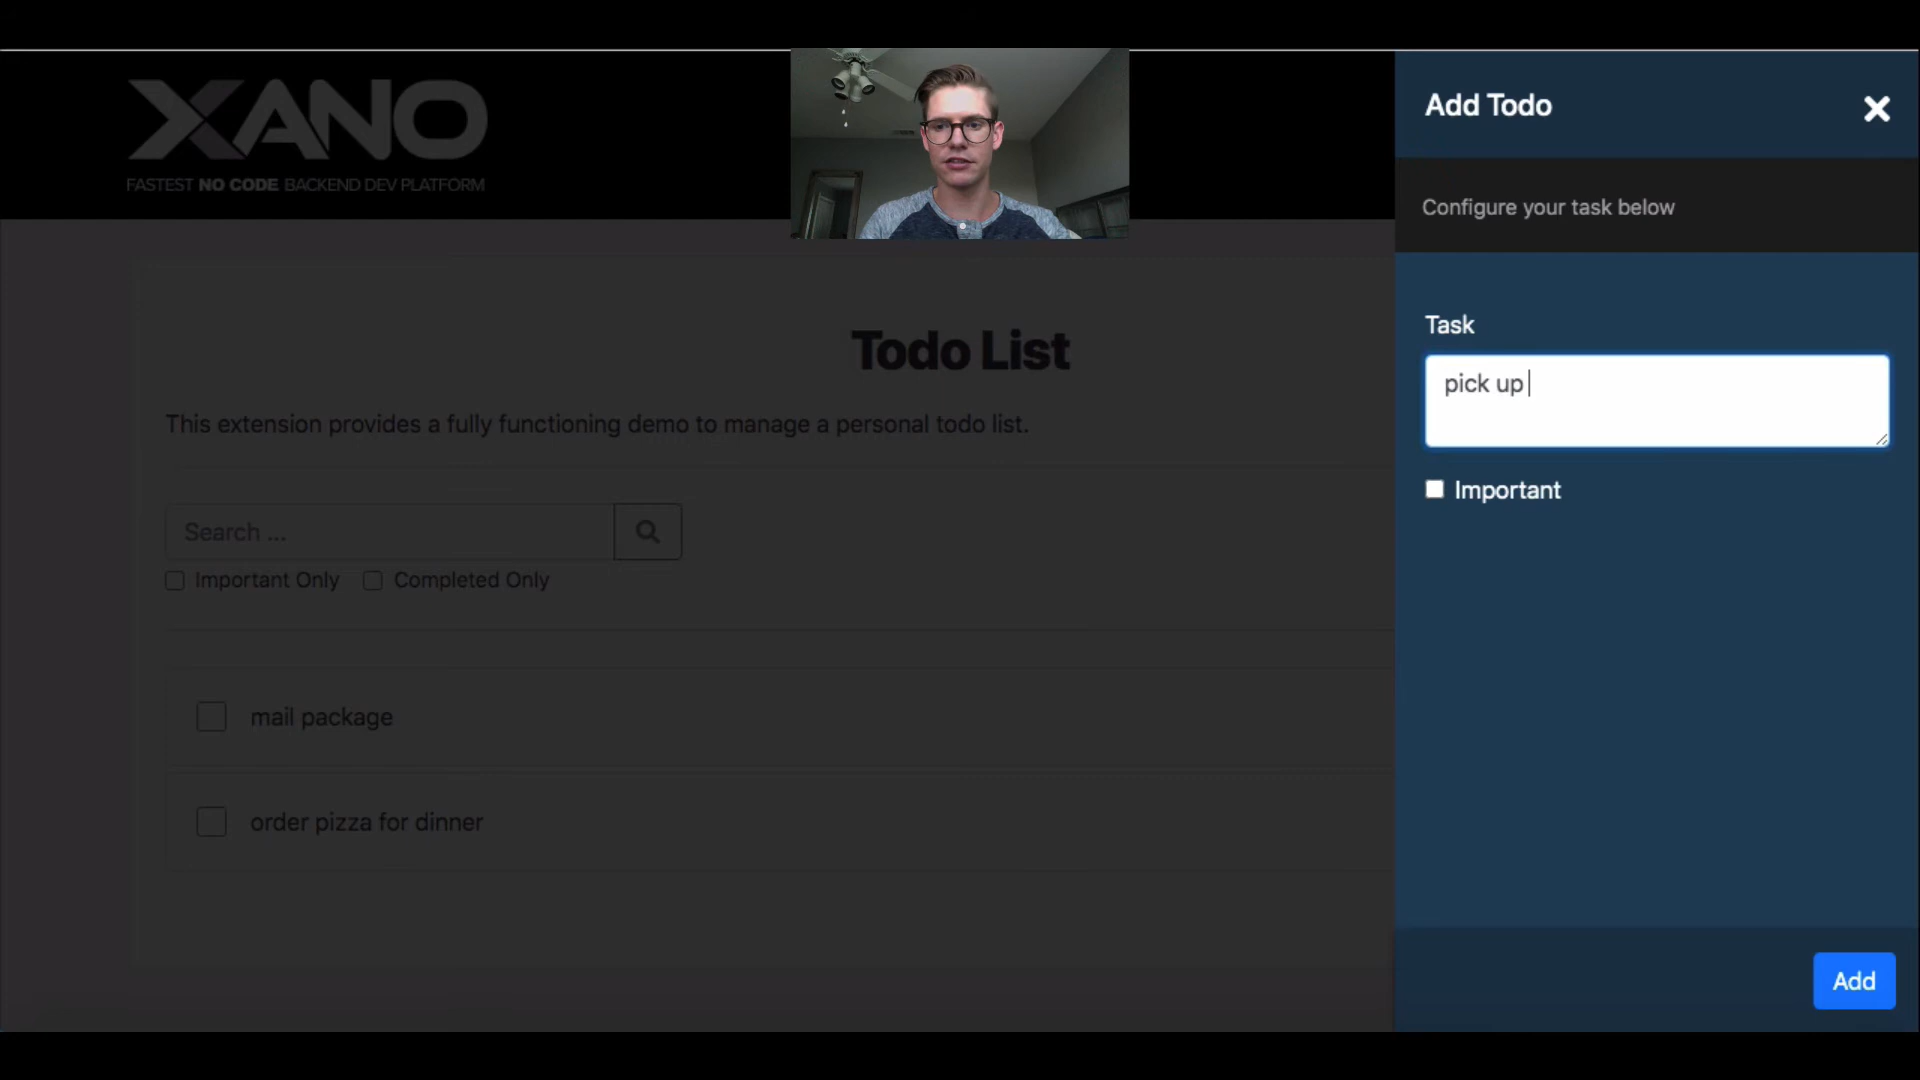 XANO
FASTEST NO CODE BACKEND DEV PLATFORM
Add Todo
Configure your task below
Task
pick up
Important
Add
Todo List
This extension provides a fully functioning demo to manage a personal todo list.
Search ...
Important Only Completed Only
mail package
order pizza for dinner